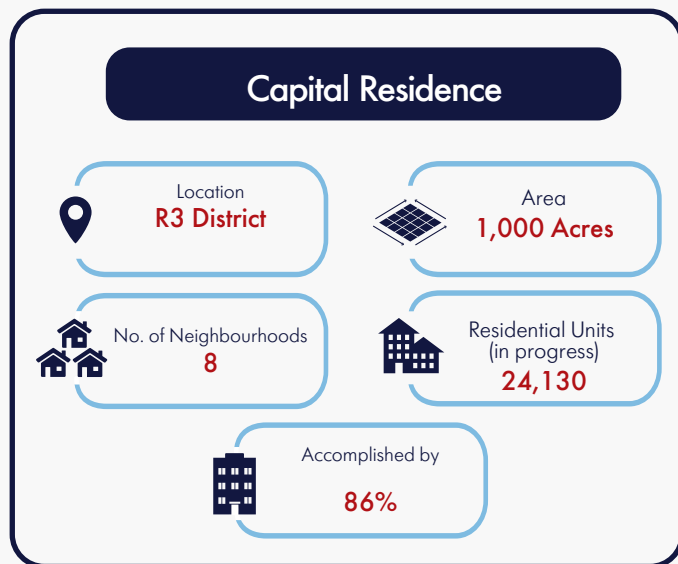 Capital Residence
Location
R3 District
Area
1,000 Acres
No. of Neighbourhoods
8
Residential Units
(in progress)
24,130
Accomplished by
86%